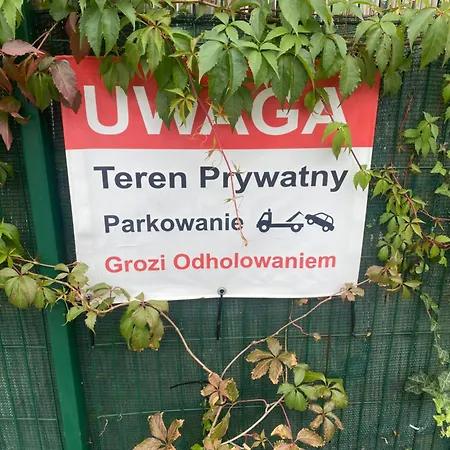 UWAGA
Teren Prywatny
Parkowanie
Grozi Odholowaniem